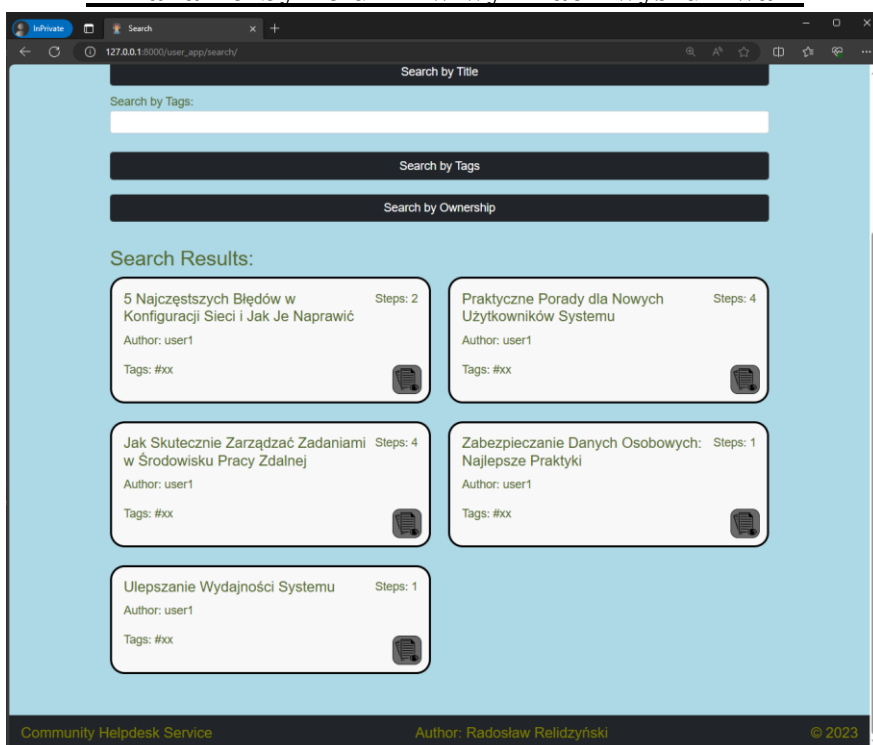 InPrivate
Search
127.0.0.1:8000/user_app/search/
Search by Title
Search by Tags:
Search by Tags
Search by Ownership
Search Results:
5 Najczęstszych Błędów w Steps: 2
Konfiguracji Sieci i Jak Je Naprawić
Author: user1
Tags: #xx
Praktyczne Porady dla Nowych Steps: 4
Użytkowników Systemu
Author: user1
Tags: #xx
Jak Skutecznie Zarządzać Zadaniami Steps: 4
w Środowisku Pracy Zdalnej
Author: user1
Tags: #xx
Zabezpieczanie Danych Osobowych: Steps: 1
Najlepsze Praktyki
Author: user1
Tags: #xx
Ulepszanie Wydajności Systemu Steps: 1
Author: user1
Tags: #xx
Community Helpdesk Service Author: Radosław Relidzyński © 2023